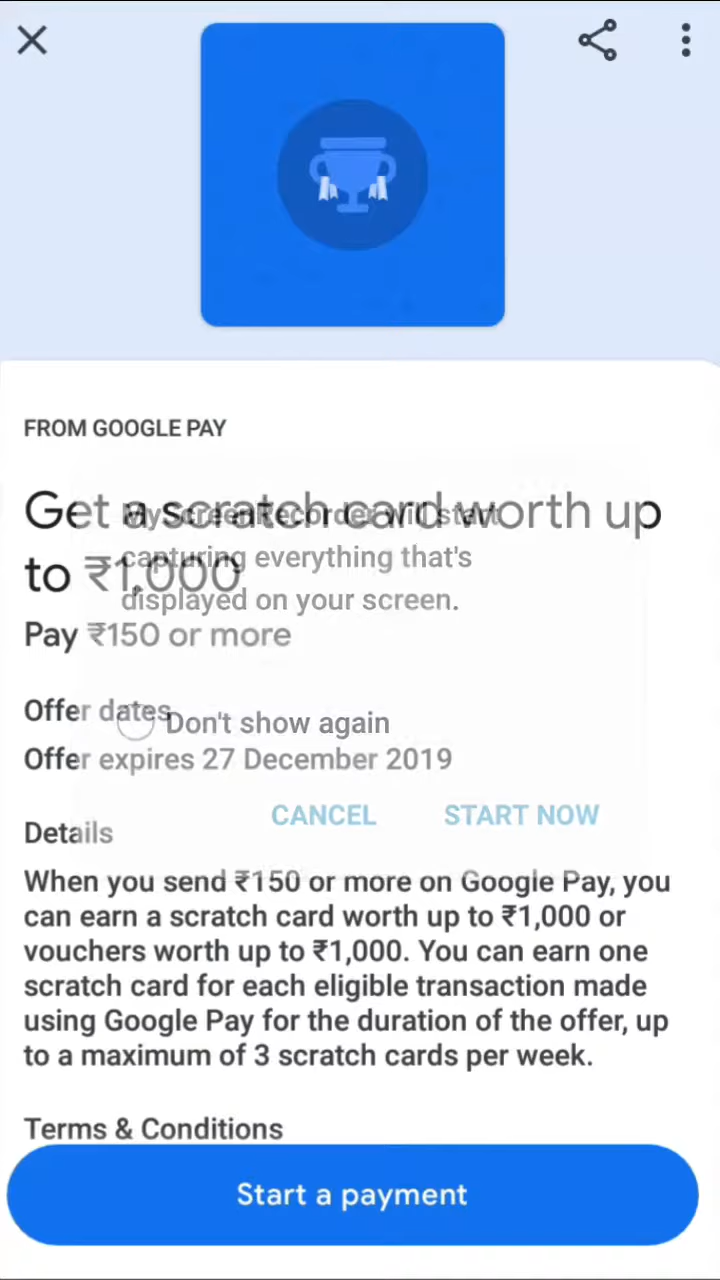 FROM GOOGLE PAY
Get a scratch card worth up
to ₹1,000
Pay ₹150 or more
MyScreenRecorder will start
capturing everything that's
displayed on your screen.
Offer dates
Don't show again
Offer expires 27 December 2019
CANCEL START NOW
Details
When you send ₹150 or more on Google Pay, you
can earn a scratch card worth up to ₹1,000 or
vouchers worth up to ₹1,000. You can earn one
scratch card for each eligible transaction made
using Google Pay for the duration of the offer, up
to a maximum of 3 scratch cards per week.
Terms & Conditions
Start a payment